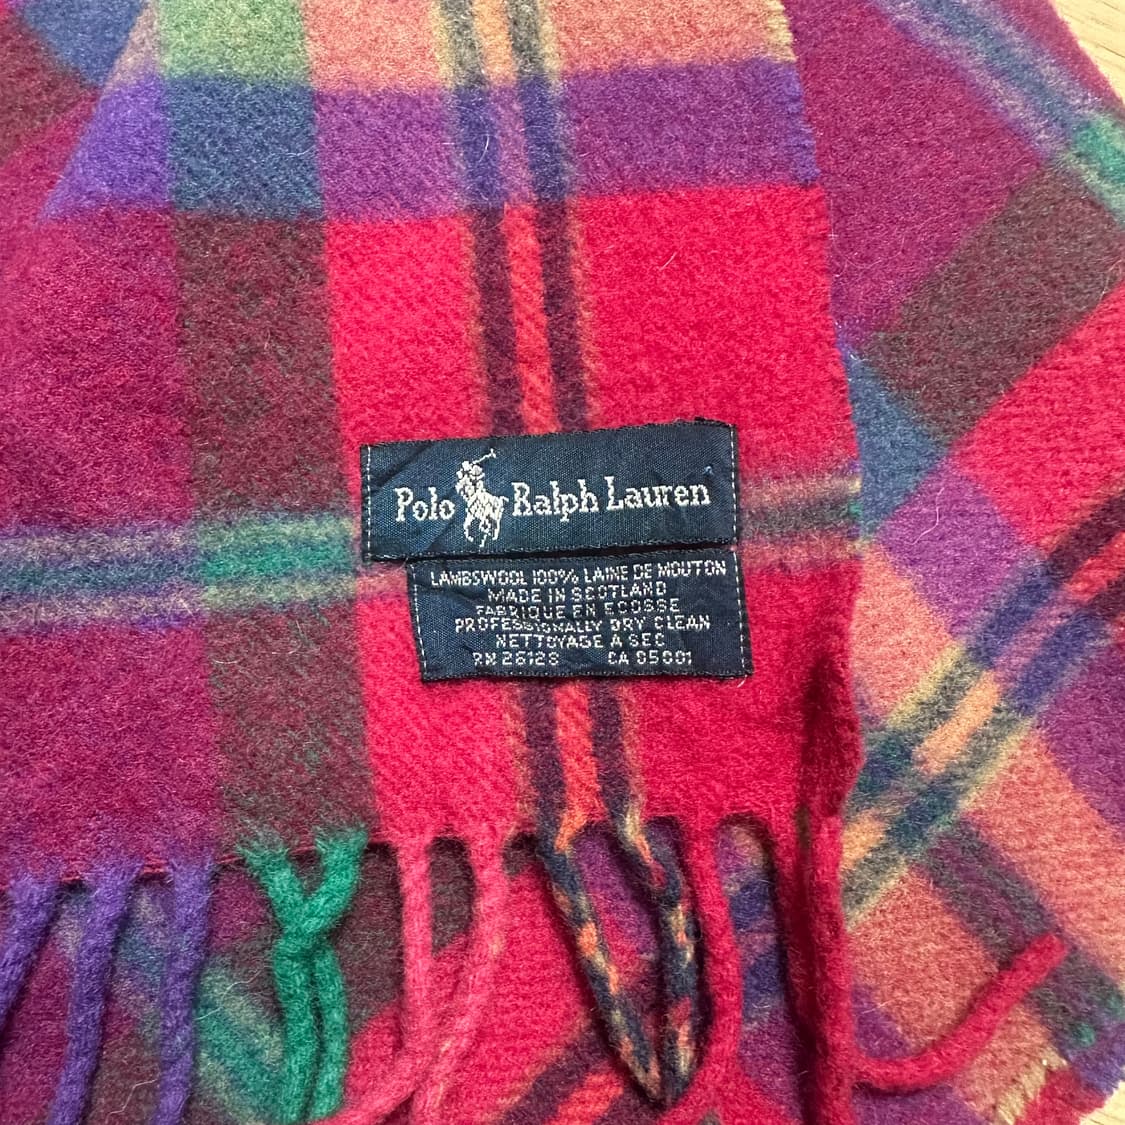 Polo Ralph Lauren
LAMBSWOOL 100% LAINE DE MOUTON
MADE IN SCOTLAND
FABRIQUE EN ECOSSE
PROFESSIONALLY DRY CLEAN
NETTOYAGE A SEC
RN 26128 CA 05001